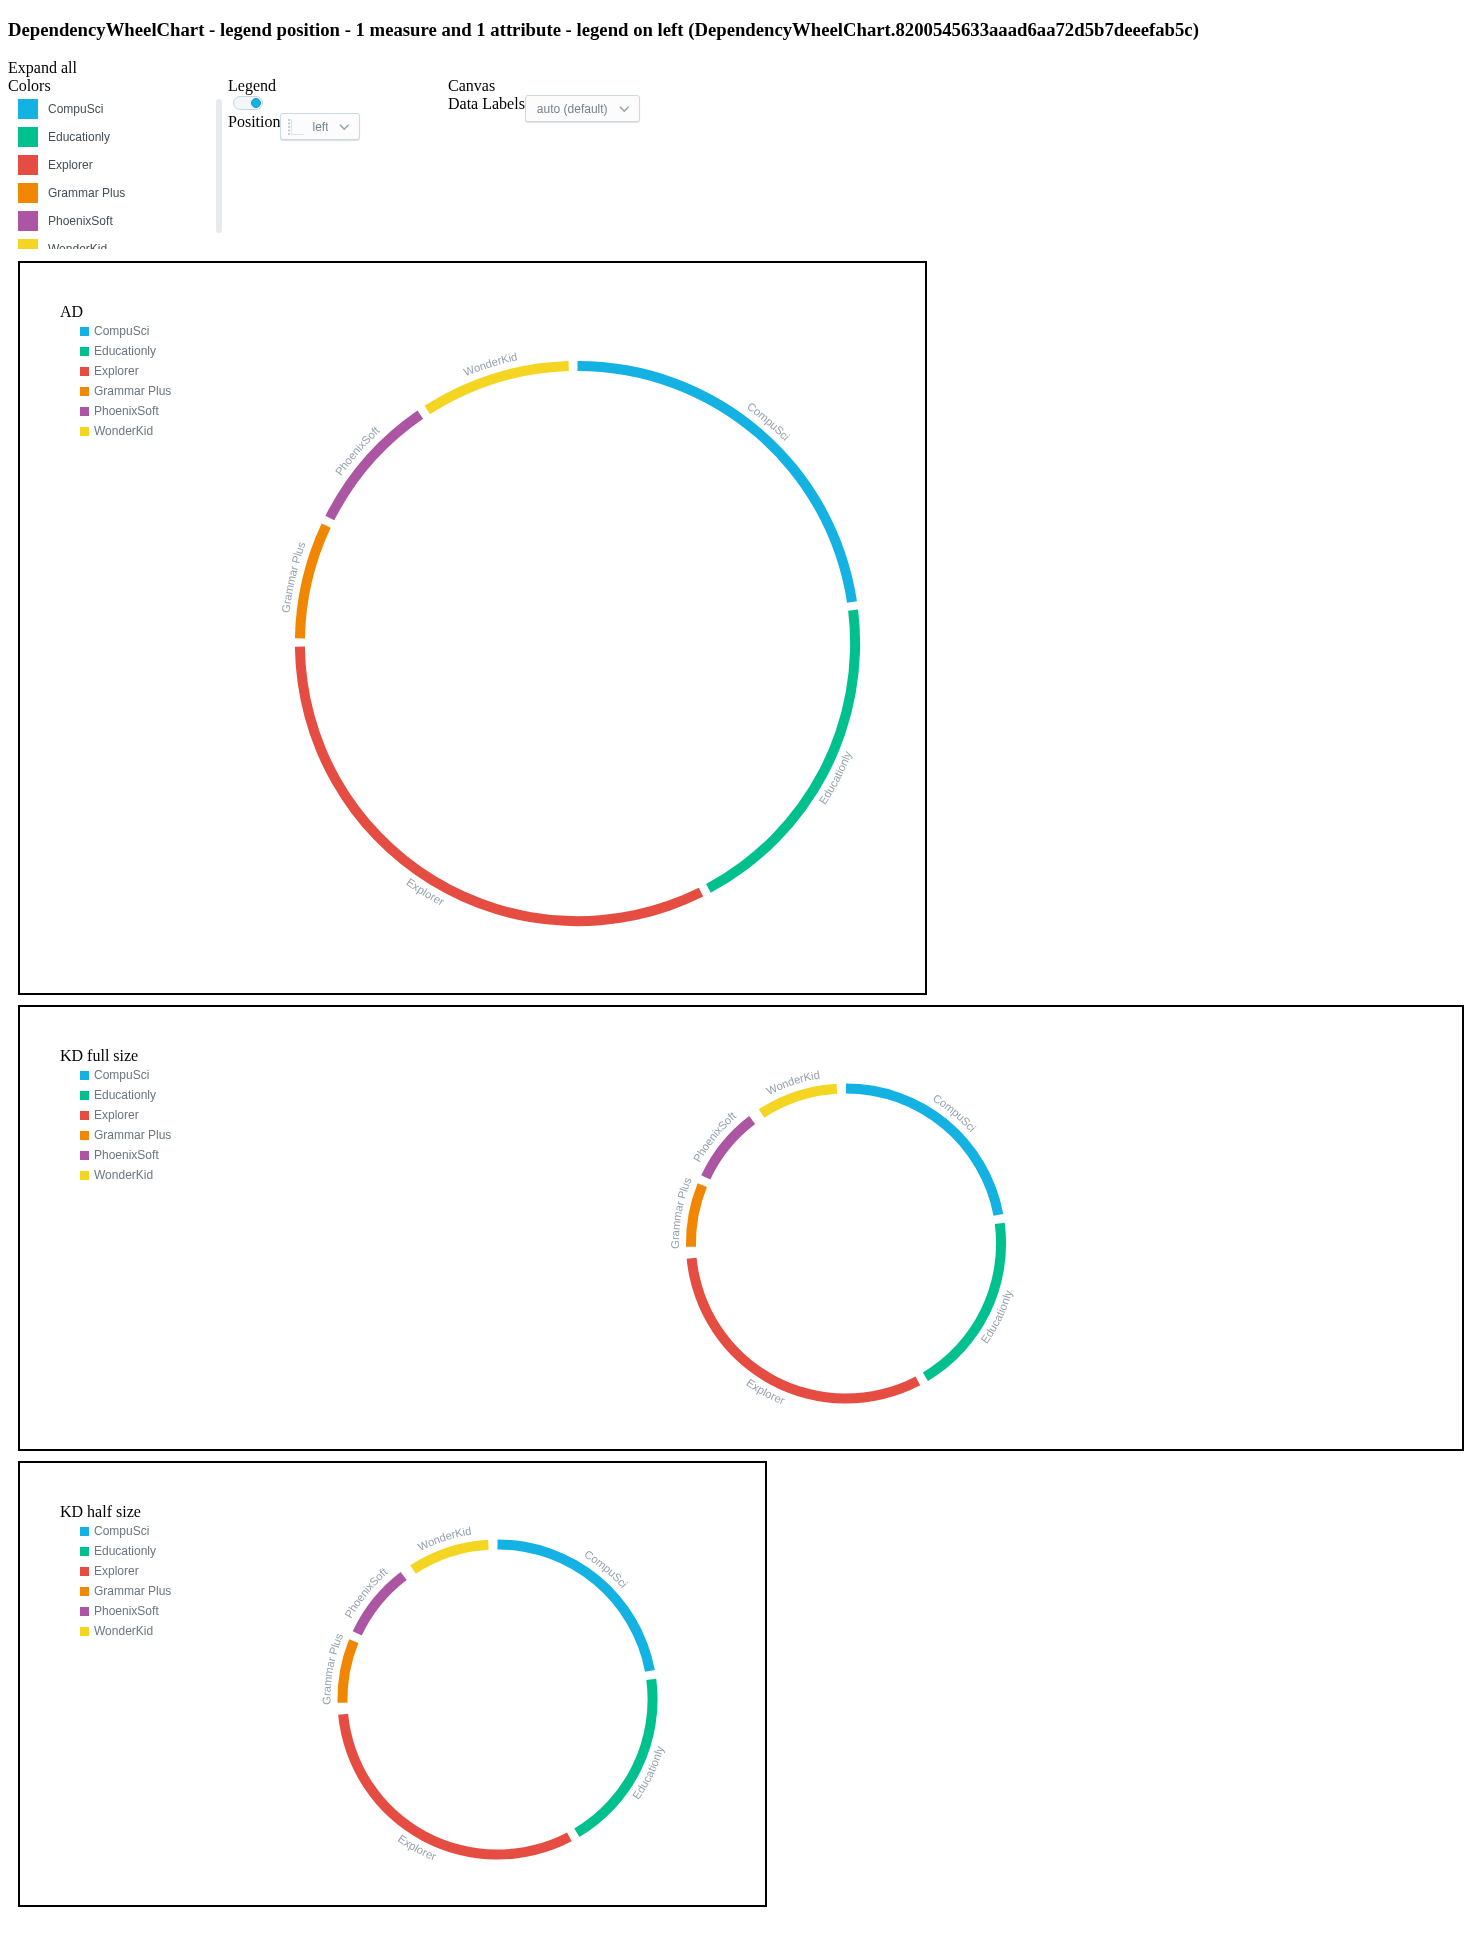 DependencyWheelChart - legend position - 1 measure and 1 attribute - legend on left (DependencyWheelChart.8200545633aaad6aa72d5b7deeefab5c)
Expand all
Colors
CompuSci
Educationly
Explorer
Grammar Plus
PhoenixSoft
WonderKid
Legend
Position
left
Canvas
Data Labels
auto (default)
AD
CompuSci
Educationly
Explorer
Grammar Plus
PhoenixSoft
WonderKid
WonderKid
CompuSci
PhoenixSoft
Grammar Plus
Educationly
Explorer
KD full size
CompuSci
Educationly
Explorer
Grammar Plus
PhoenixSoft
WonderKid
WonderKid
CompuSci
PhoenixSoft
Grammar Plus
Educationly
Explorer
KD half size
CompuSci
Educationly
Explorer
Grammar Plus
PhoenixSoft
WonderKid
WonderKid
CompuSci
PhoenixSoft
Grammar Plus
Educationly
Explorer